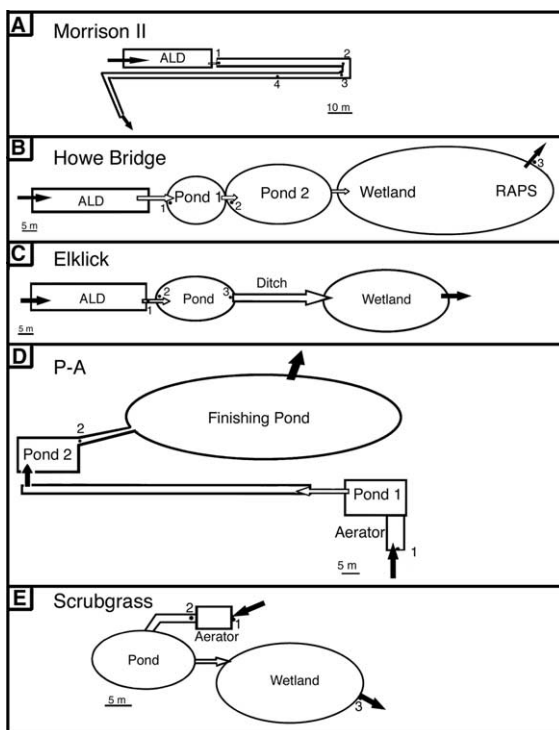 A Morrison II
ALD
1
2
3
4
10 m
B Howe Bridge
ALD
1
Pond 1
2
Pond 2
Wetland
RAPS
3
5 m
C Elklick
ALD
1
2
Pond
3
Ditch
Wetland
5 m
D P-A
Finishing Pond
2
Pond 2
Pond 1
Aerator
1
5 m
E Scrubgrass
2
1
Aerator
Pond
Wetland
3
5 m